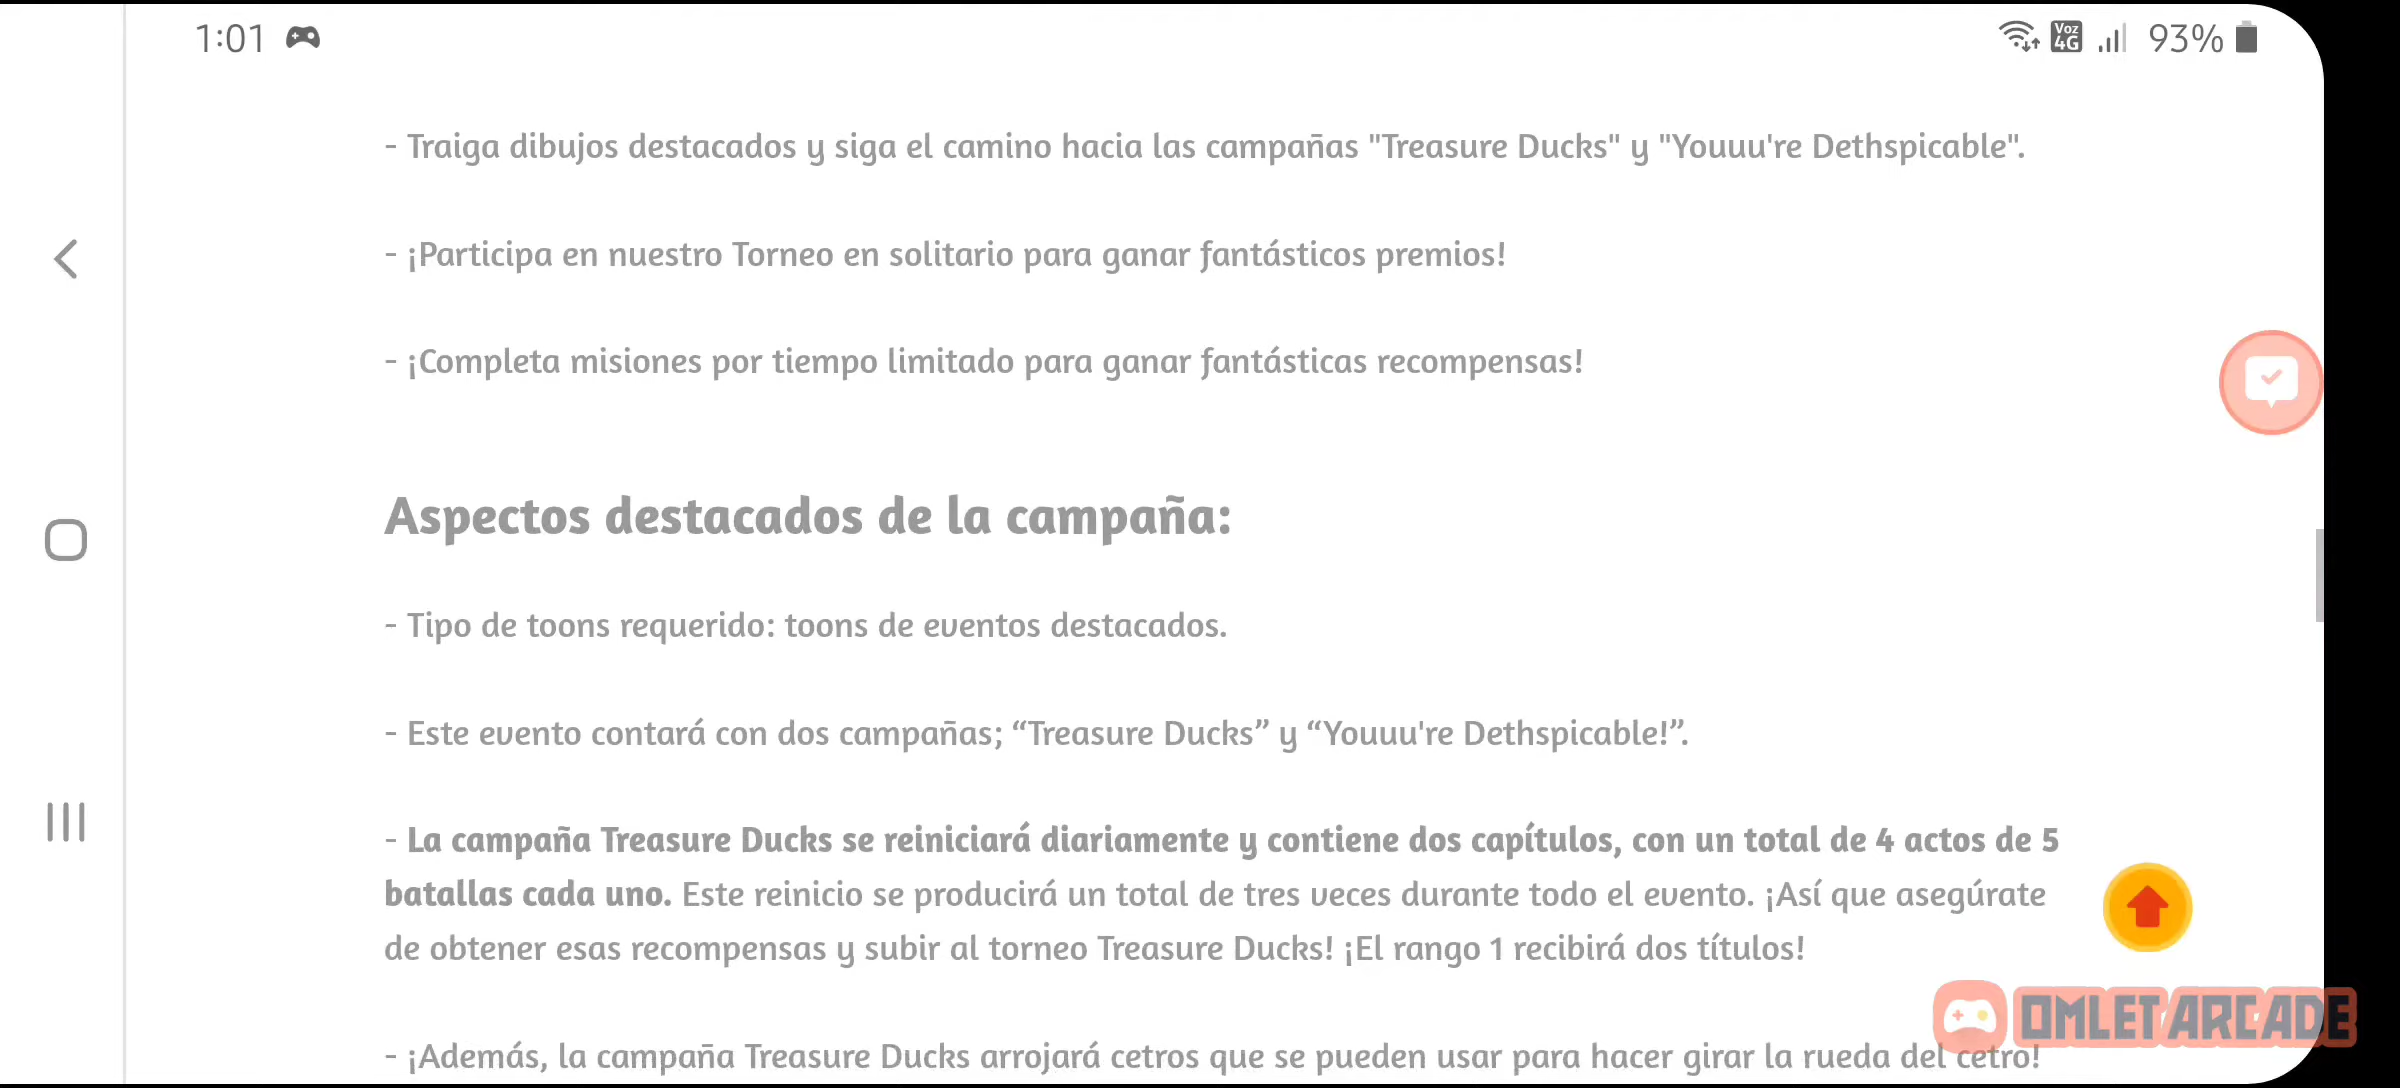 1:01
Voz 4G 93%
- Traiga dibujos destacados y siga el camino hacia las campañas "Treasure Ducks" y "Youuu're Dethspicable".
- ¡Participa en nuestro Torneo en solitario para ganar fantásticos premios!
- ¡Completa misiones por tiempo limitado para ganar fantásticas recompensas!
Aspectos destacados de la campaña:
- Tipo de toons requerido: toons de eventos destacados.
- Este evento contará con dos campañas; “Treasure Ducks” y “Youuu're Dethspicable!”.
- La campaña Treasure Ducks se reiniciará diariamente y contiene dos capítulos, con un total de 4 actos de 5
batallas cada uno. Este reinicio se producirá un total de tres veces durante todo el evento. ¡Así que asegúrate
de obtener esas recompensas y subir al torneo Treasure Ducks! ¡El rango 1 recibirá dos títulos!
- ¡Además, la campaña Treasure Ducks arrojará cetros que se pueden usar para hacer girar la rueda del cetro!
OMLET ARCADE